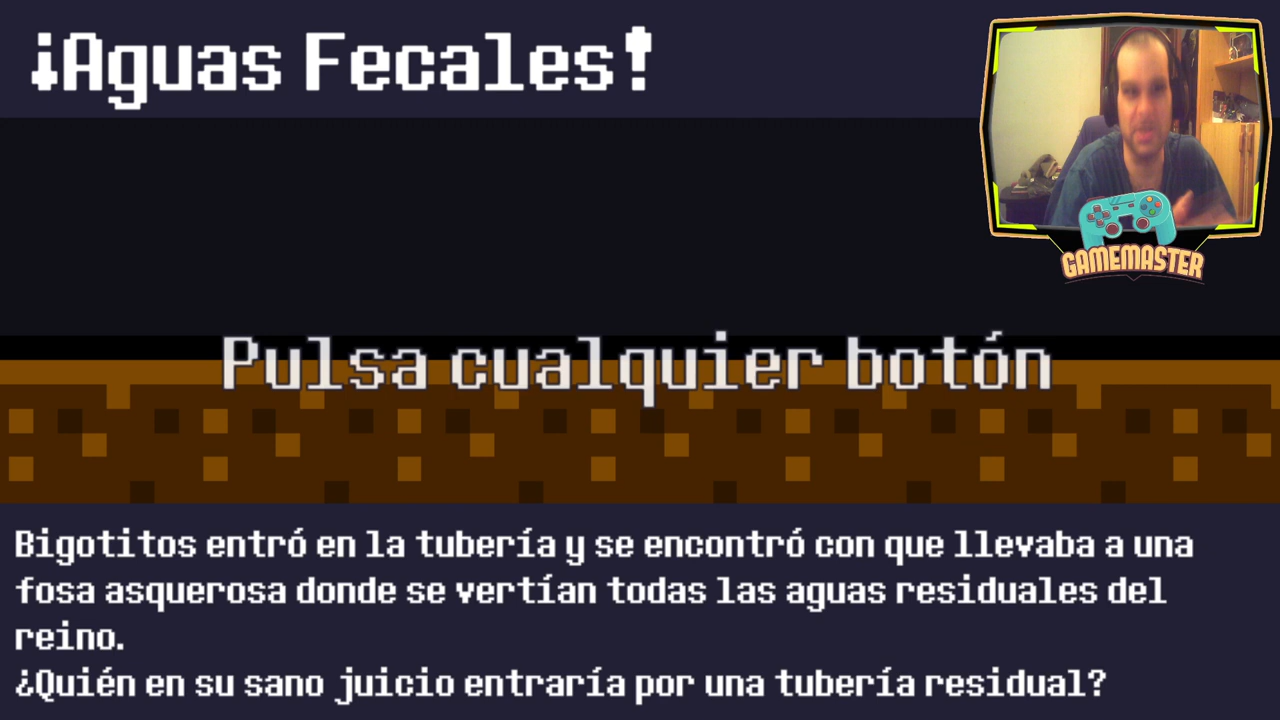 ¡Aguas Fecales!
GAMEMASTER
Pulsa cualquier botón
Bigotitos entró en la tubería y se encontró con que llevaba a una
fosa asquerosa donde se vertían todas las aguas residuales del
reino.
¿Quién en su sano juicio entraría por una tubería residual?